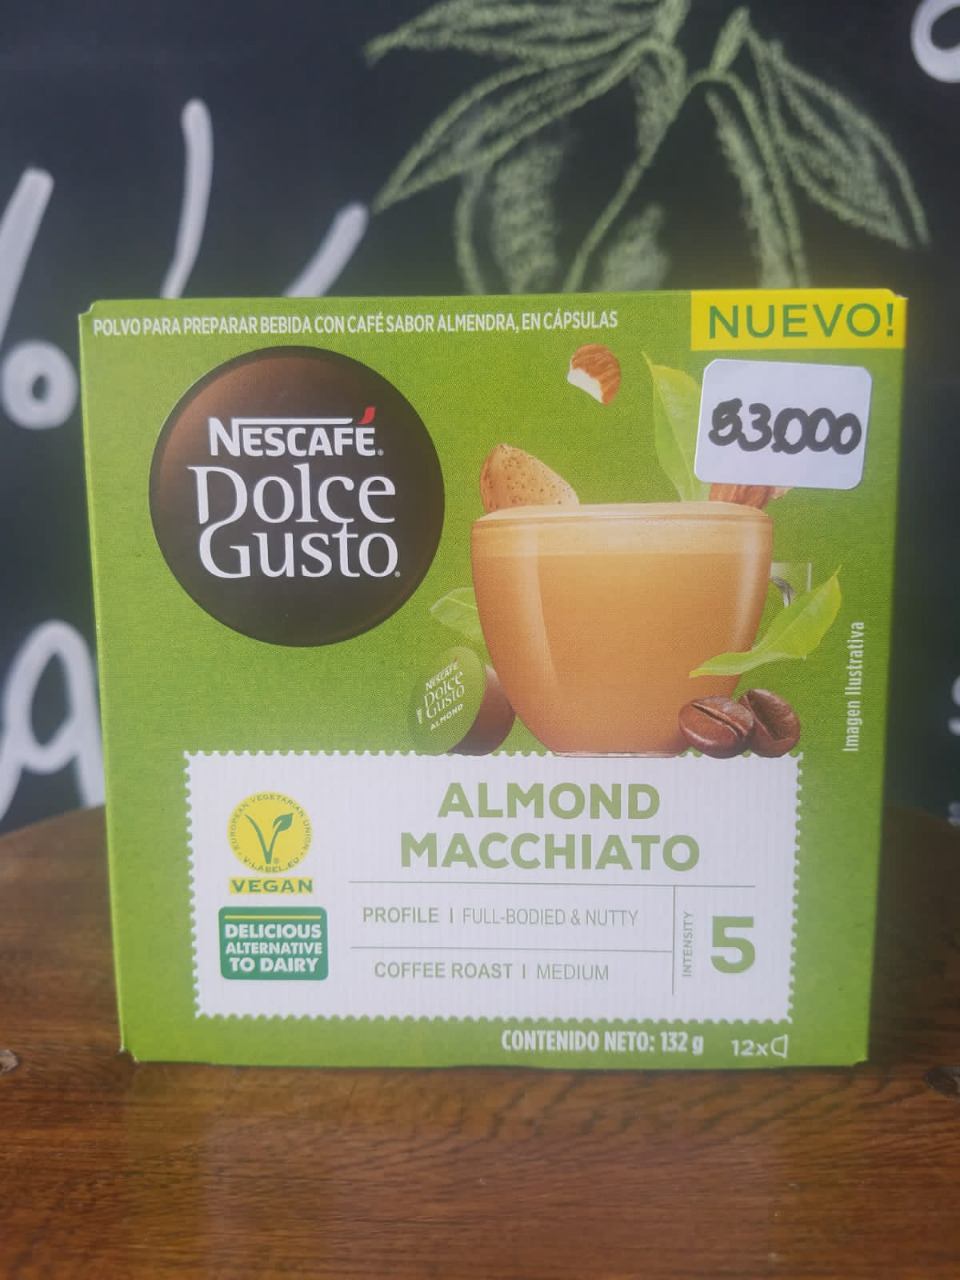 POLVO PARA PREPARAR BEBIDA CON CAFÉ SABOR ALMENDRA, EN CÁPSULAS
NUEVO!
53.000
NESCAFÉ®
DOLCE
GUSTO®
NESCAFÉ
DOLCE
GUSTO
ALMOND
Imagen Ilustrativa
ALMOND
MACCHIATO
EUROPEAN VEGETARIAN UNION
V-LABEL.EU
VEGAN
DELICIOUS
ALTERNATIVE
TO DAIRY
PROFILE | FULL-BODIED & NUTTY
COFFEE ROAST | MEDIUM
INTENSITY
5
CONTENIDO NETO: 132 g
12x